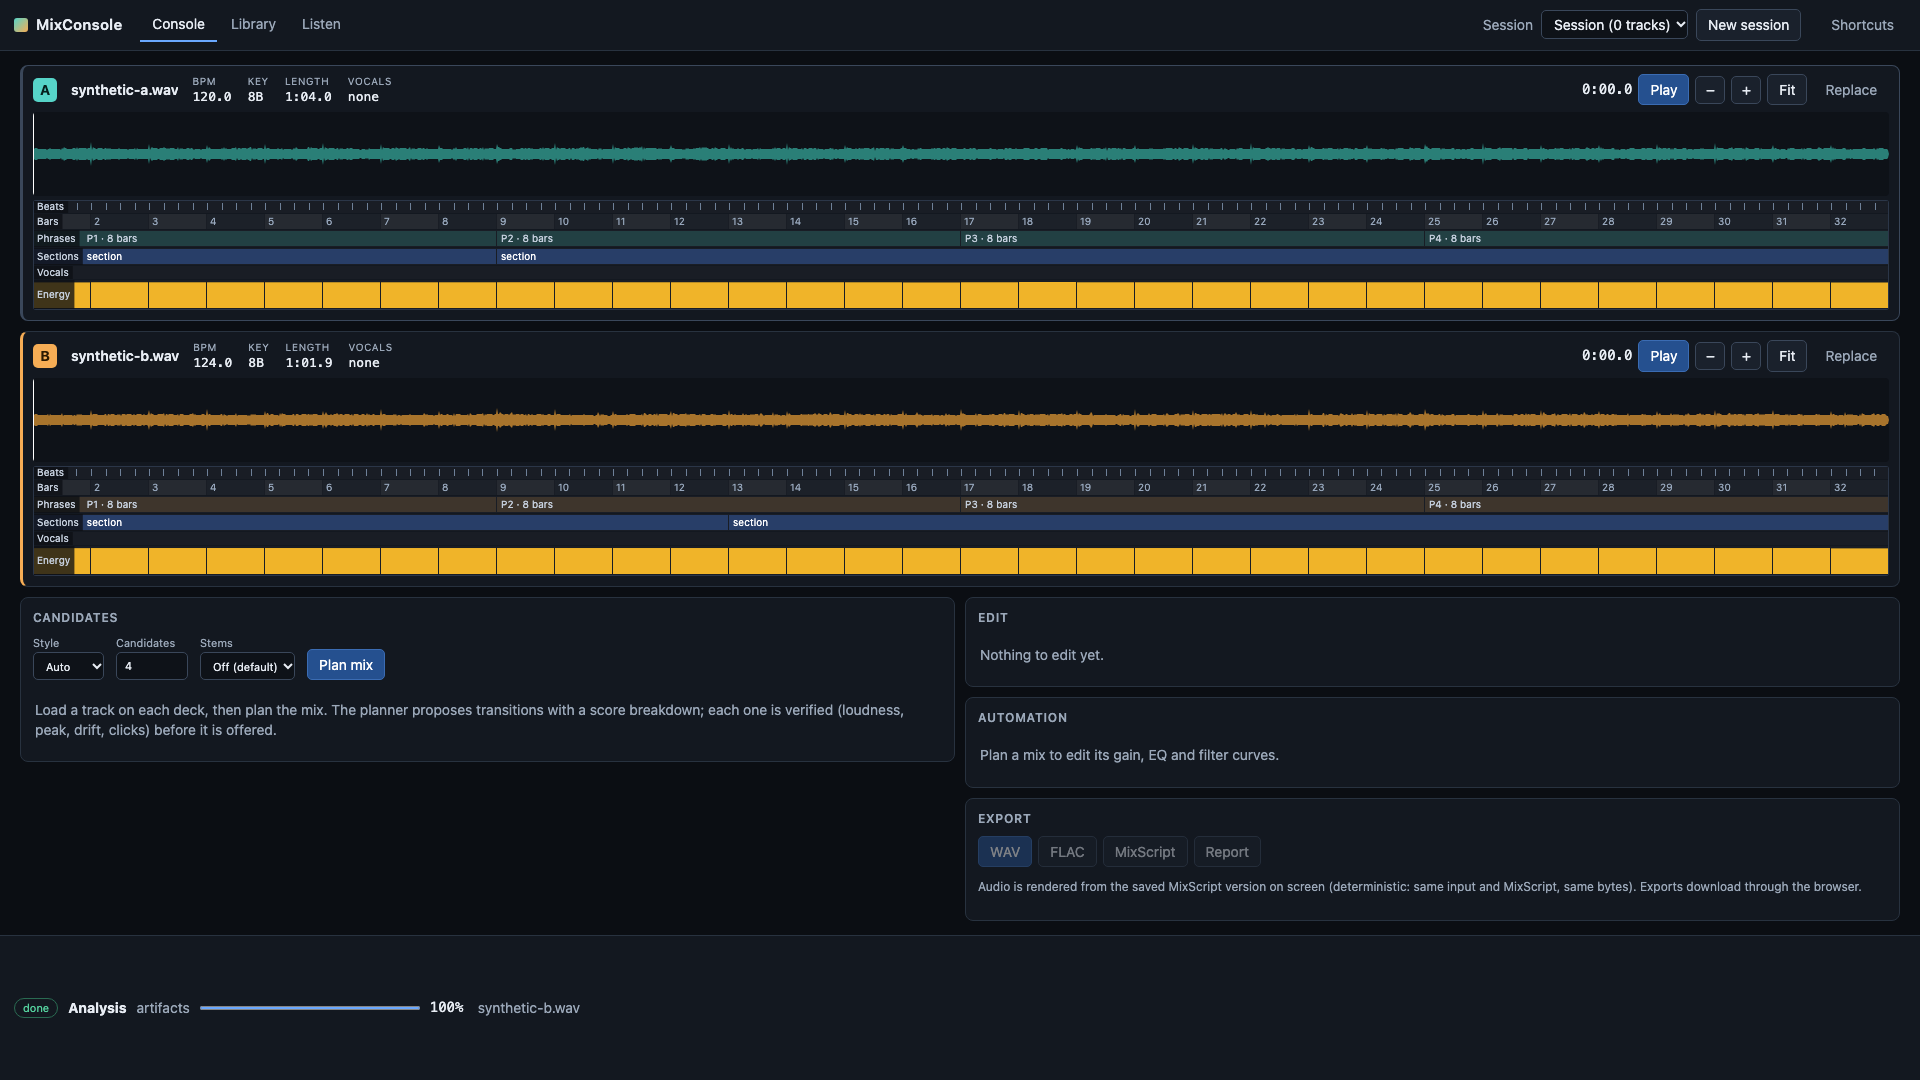 MixConsole Console Library Listen Session Session (0 tracks) New session Shortcuts
A synthetic-a.wav BPM 120.0 KEY 8B LENGTH 1:04.0 VOCALS none 0:00.0 Play − + Fit Replace
Beats
Bars 2 3 4 5 6 7 8 9 10 11 12 13 14 15 16 17 18 19 20 21 22 23 24 25 26 27 28 29 30 31 32
Phrases P1 · 8 bars P2 · 8 bars P3 · 8 bars P4 · 8 bars
Sections section section
Vocals
Energy
B synthetic-b.wav BPM 124.0 KEY 8B LENGTH 1:01.9 VOCALS none 0:00.0 Play − + Fit Replace
Beats
Bars 2 3 4 5 6 7 8 9 10 11 12 13 14 15 16 17 18 19 20 21 22 23 24 25 26 27 28 29 30 31 32
Phrases P1 · 8 bars P2 · 8 bars P3 · 8 bars P4 · 8 bars
Sections section section
Vocals
Energy
CANDIDATES
Style Candidates Stems
Auto 4 Off (default) Plan mix
Load a track on each deck, then plan the mix. The planner proposes transitions with a score breakdown; each one is verified (loudness,
peak, drift, clicks) before it is offered.
EDIT
Nothing to edit yet.
AUTOMATION
Plan a mix to edit its gain, EQ and filter curves.
EXPORT
WAV FLAC MixScript Report
Audio is rendered from the saved MixScript version on screen (deterministic: same input and MixScript, same bytes). Exports download through the browser.
done Analysis artifacts 100% synthetic-b.wav